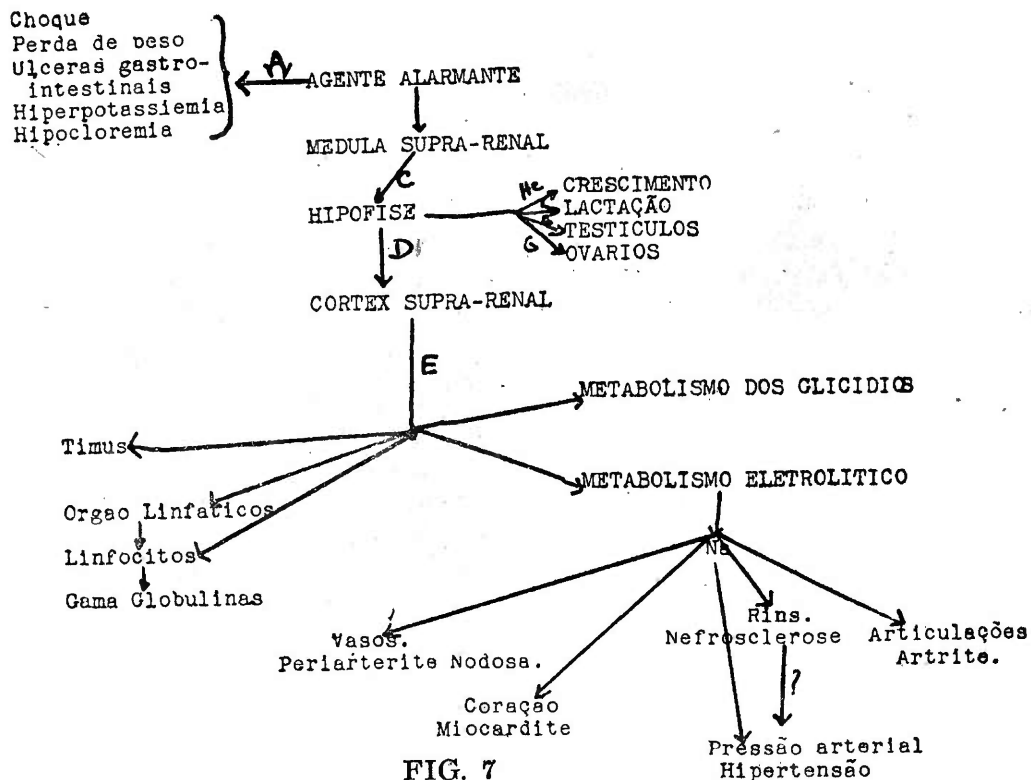 Choque
Perda de peso
Ulceras gastro-
intestinais
Hiperpotassiemia
Hipocloremia
A
AGENTE ALARMANTE
MEDULA SUPRA-RENAL
C
HIPOFISE
He
CRESCIMENTO
LACTAÇÃO
TESTICULOS
G
OVARIOS
D
CORTEX SUPRA-RENAL
E
METABOLISMO DOS GLICIDIOS
Timus
METABOLISMO ELETROLITICO
Orgao Linfaticos
Linfocitos
Na
Gama Globulinas
Vasos.
Periarterite Nodosa.
Rins.
Nefrosclerose
Articulações
Artrite.
?
Coração
Miocardite
Pressão arterial
Hipertensão
FIG. 7